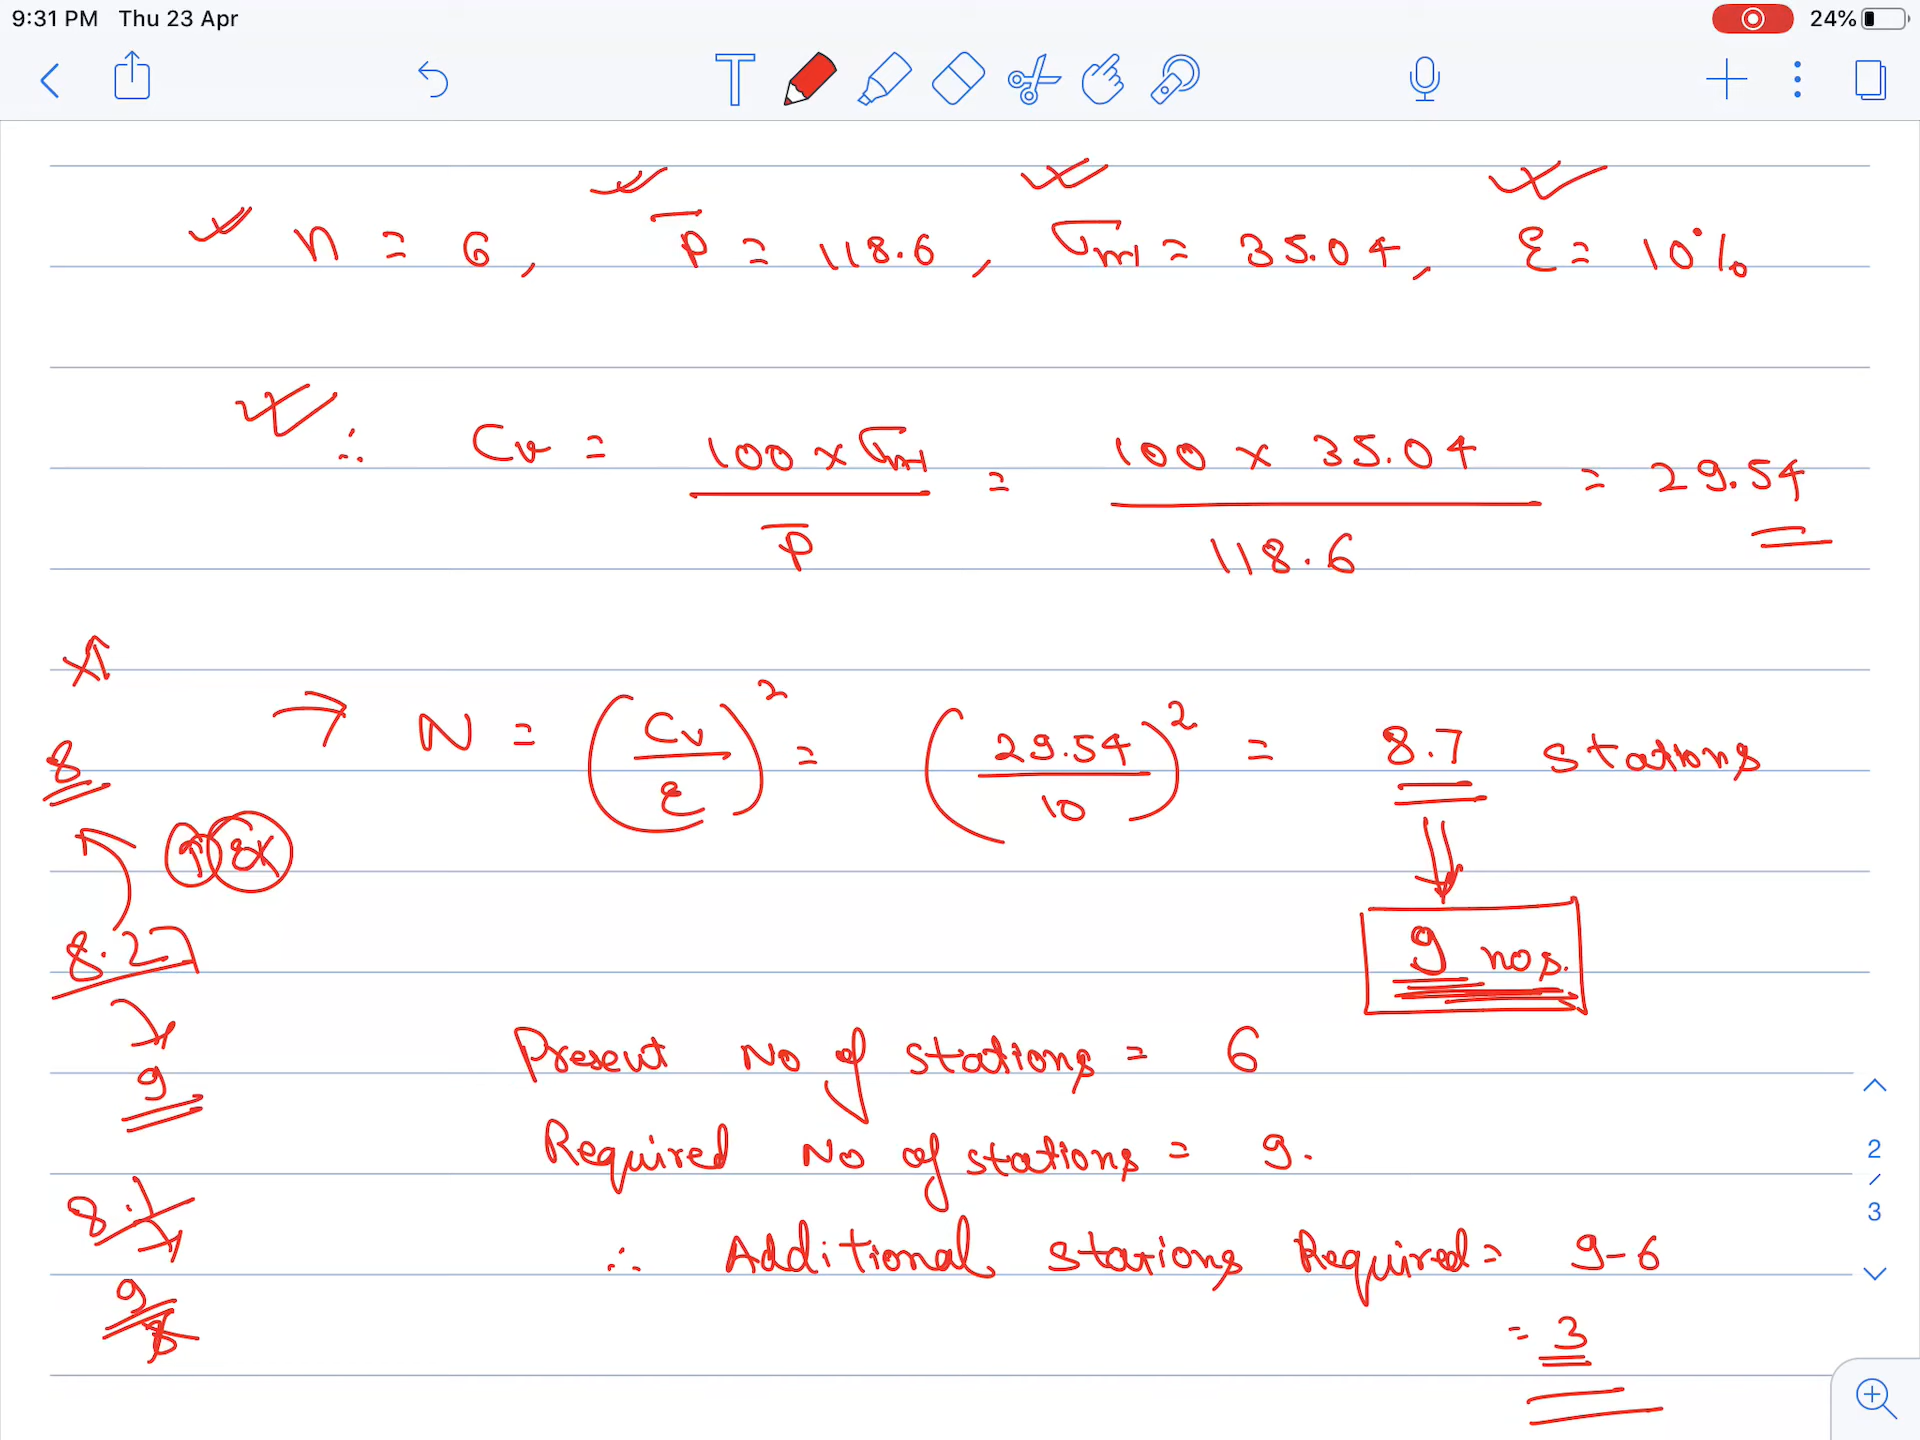 9:31 PM Thu 23 Apr
24%
T
n = 6, p̅ = 118.6, σm-1 = 35.04, ε = 10%
∴ Cv = 100 × σm-1 / p̅ = 100 × 35.04 / 118.6 = 29.54
→ N = (Cv / ε)² = (29.54 / 10)² = 8.7 stations
8
8.27
9 nos.
9
Present No of stations = 6
Required No of stations = 9.
8.1
∴ Additional stations Required = 9-6
9
= 3
2
/
3